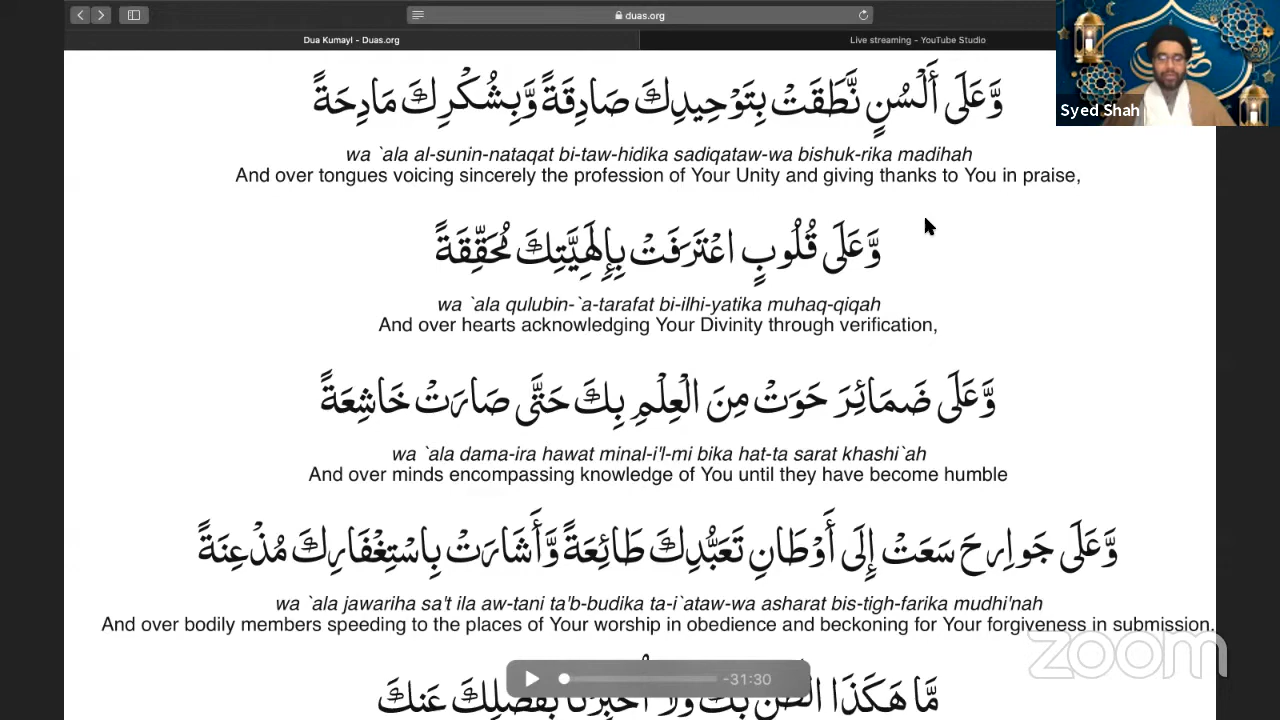 duas.org
Dua Kumayl - Duas.org
Live streaming - YouTube Studio
Syed Shah
وَّعَلَى أَلْسُنٍ نَّطَقَتْ بِتَوْحِيدِكَ صَادِقَةً وَّبِشُكْرِكَ مَادِحَةً
wa `ala al-sunin-nataqat bi-taw-hidika sadiqataw-wa bishuk-rika madihah
And over tongues voicing sincerely the profession of Your Unity and giving thanks to You in praise,
وَّعَلَى قُلُوبٍ اعْتَرَفَتْ بِإِلَهِيَّتِكَ مُحَقِّقَةً
wa `ala qulubin-`a-tarafat bi-ilhi-yatika muhaq-qiqah
And over hearts acknowledging Your Divinity through verification,
وَّعَلَى ضَمَائِرَ حَوَتْ مِنَ الْعِلْمِ بِكَ حَتَّى صَارَتْ خَاشِعَةً
wa `ala dama-ira hawat minal-i'l-mi bika hat-ta sarat khashi`ah
And over minds encompassing knowledge of You until they have become humble
وَّعَلَى جَوارِحَ سَعَتْ إِلَى أَوْطَانِ تَعَبُّدِكَ طَائِعَةً وَّأَشَارَتْ بِاسْتِغْفَارِكَ مُذْعِنَةً
wa `ala jawariha sa't ila aw-tani ta'b-budika ta-i`ataw-wa asharat bis-tigh-farika mudhi'nah
And over bodily members speeding to the places of Your worship in obedience and beckoning for Your forgiveness in submission.
zoom
-31:30
مَّا هَكَذَا الظَّنُّ بِكَ وَلاَ أُخْبِرْنَا بِفَضْلِكَ عَنكَ